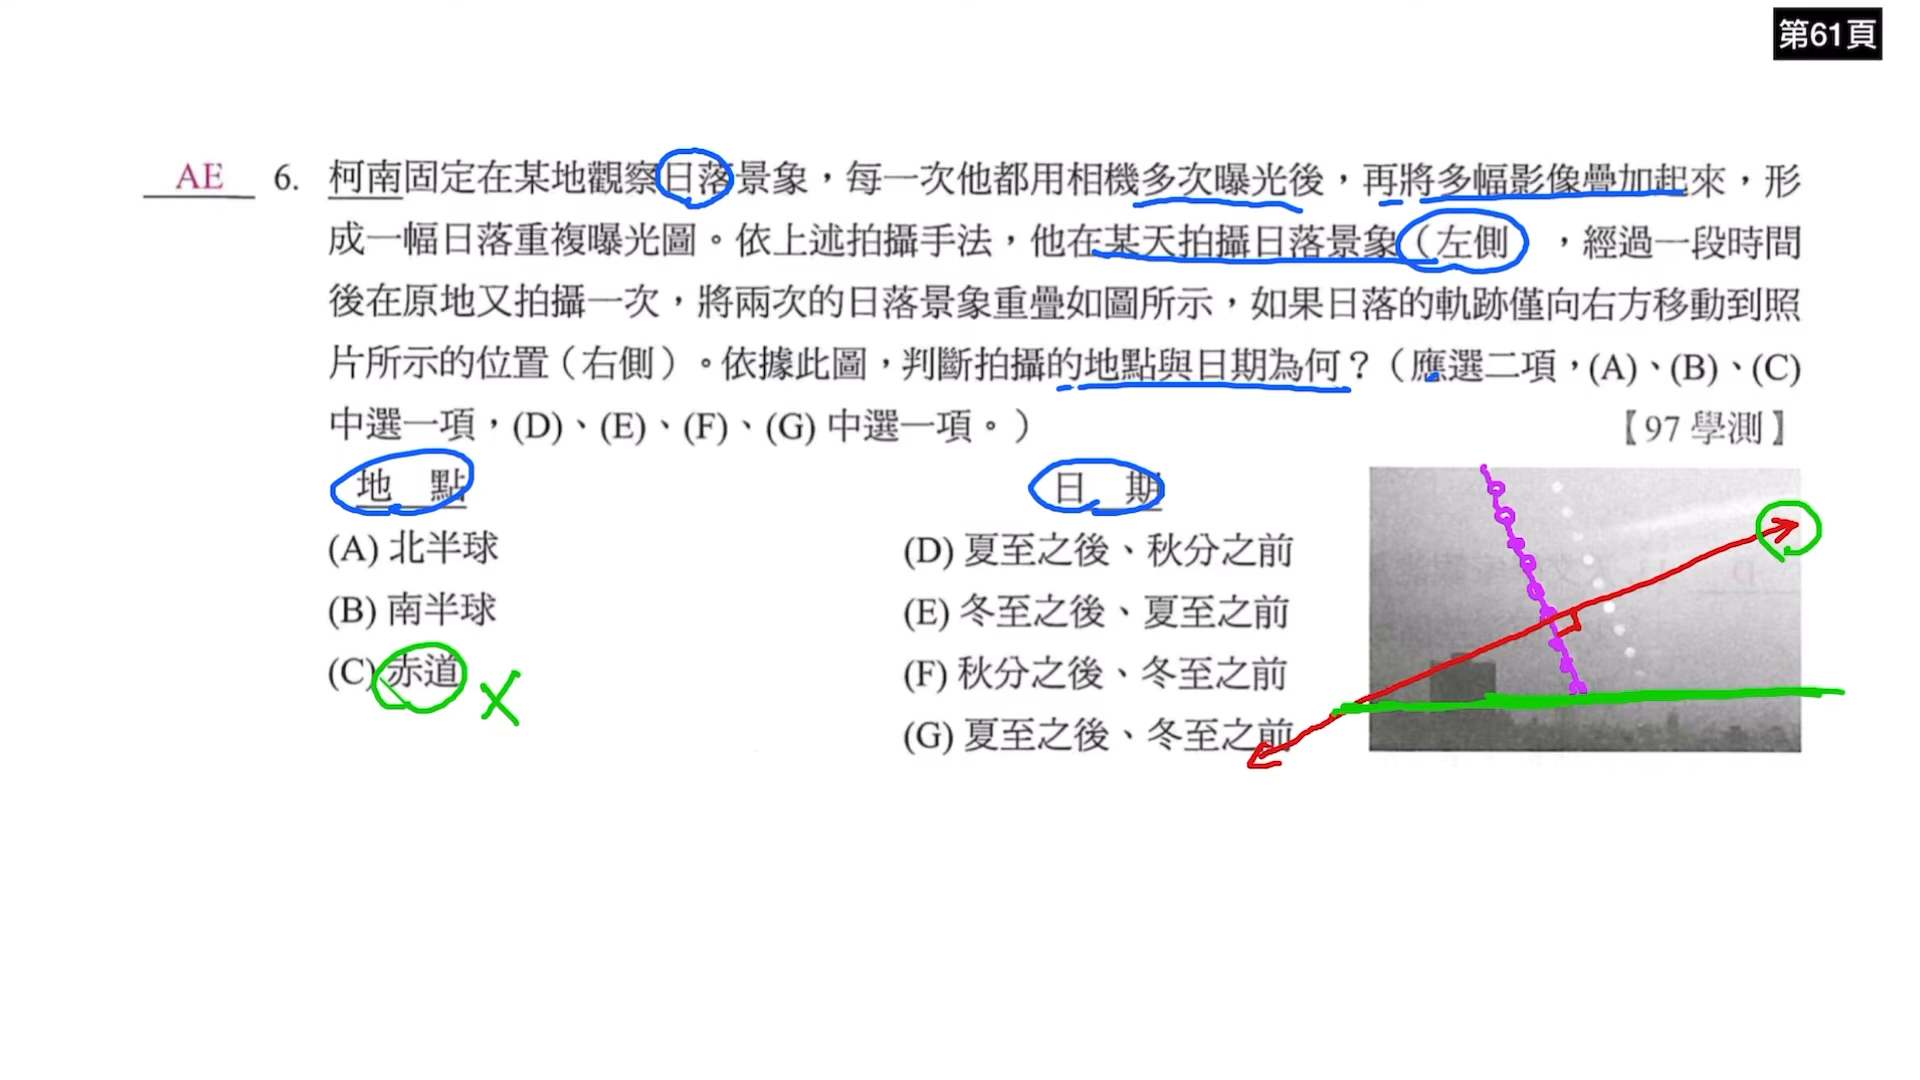 第61頁
AE 6. 柯南固定在某地觀察日落景象，每一次他都用相機多次曝光後，再將多幅影像疊加起來，形
成一幅日落重複曝光圖。依上述拍攝手法，他在某天拍攝日落景象（左側 ，經過一段時間
後在原地又拍攝一次，將兩次的日落景象重疊如圖所示，如果日落的軌跡僅向右方移動到照
片所示的位置（右側）。依據此圖，判斷拍攝的地點與日期為何？（應選二項，(A)、(B)、(C)
中選一項，(D)、(E)、(F)、(G) 中選一項。） 【97 學測】
地 點 日 期
(A) 北半球 (D) 夏至之後、秋分之前
(B) 南半球 (E) 冬至之後、夏至之前
(C) 赤道 X (F) 秋分之後、冬至之前
(G) 夏至之後、冬至之前